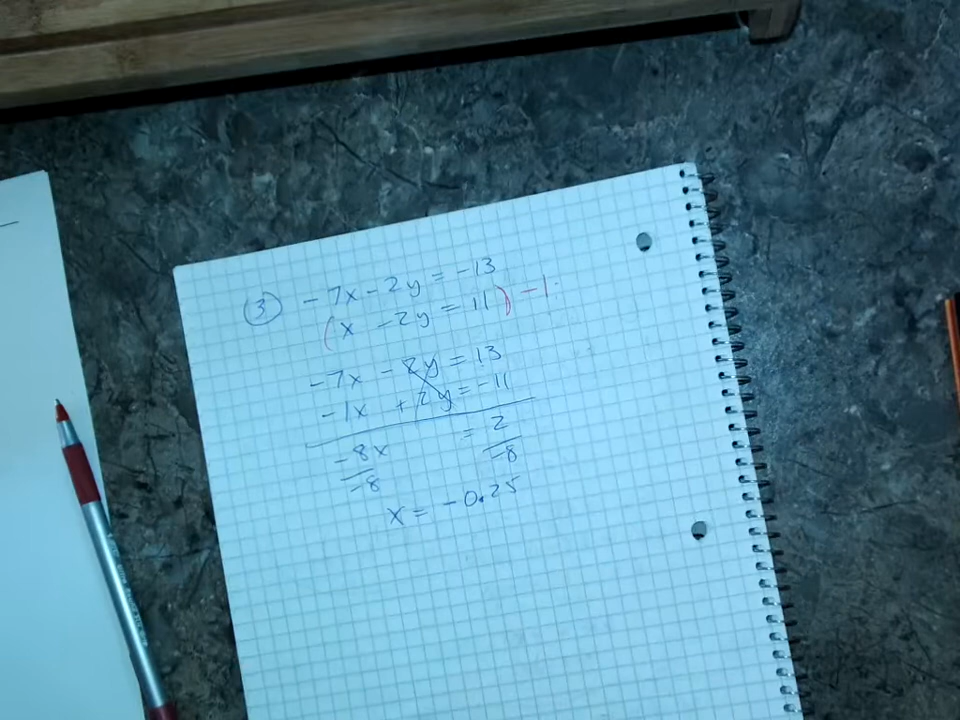 ③ -7x - 2y = -13
(x - 2y = 11) -1.
-7x - 2y = 13
-1x + 2y = -11
-8x = 2
-8 -8
x = -0.25